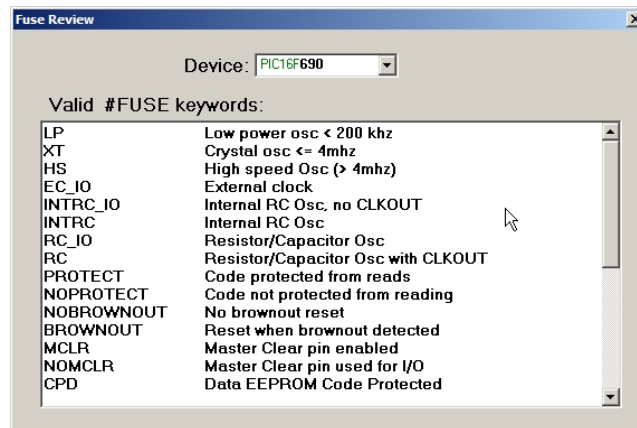 Fuse Review
Device: PIC16F690
Valid #FUSE keywords:
LP Low power osc < 200 khz
XT Crystal osc <= 4mhz
HS High speed Osc (> 4mhz)
EC_IO External clock
INTRC_IO Internal RC Osc, no CLKOUT
INTRC Internal RC Osc
RC_IO Resistor/Capacitor Osc
RC Resistor/Capacitor Osc with CLKOUT
PROTECT Code protected from reads
NOPROTECT Code not protected from reading
NOBROWNOUT No brownout reset
BROWNOUT Reset when brownout detected
MCLR Master Clear pin enabled
NOMCLR Master Clear pin used for I/O
CPD Data EEPROM Code Protected